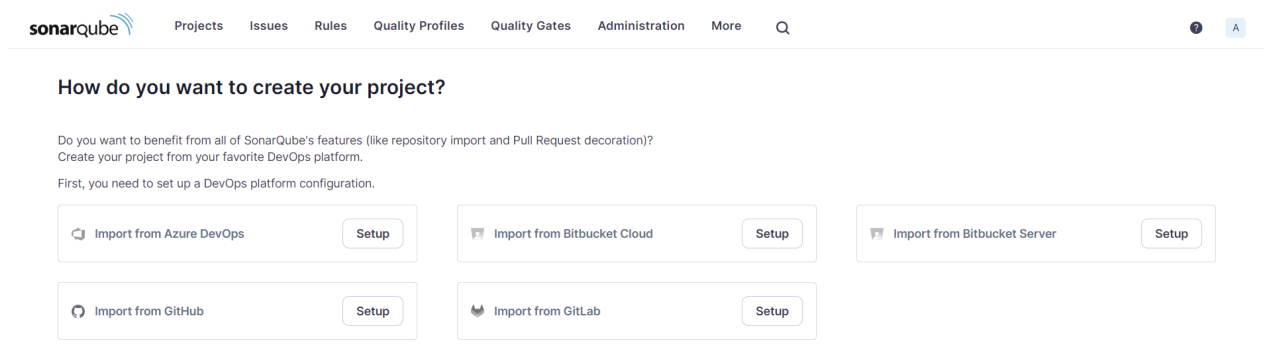 sonarqube Projects Issues Rules Quality Profiles Quality Gates Administration More ? A
How do you want to create your project?
Do you want to benefit from all of SonarQube's features (like repository import and Pull Request decoration)?
Create your project from your favorite DevOps platform.
First, you need to set up a DevOps platform configuration.
Import from Azure DevOps Setup Import from Bitbucket Cloud Setup Import from Bitbucket Server Setup
Import from GitHub Setup Import from GitLab Setup